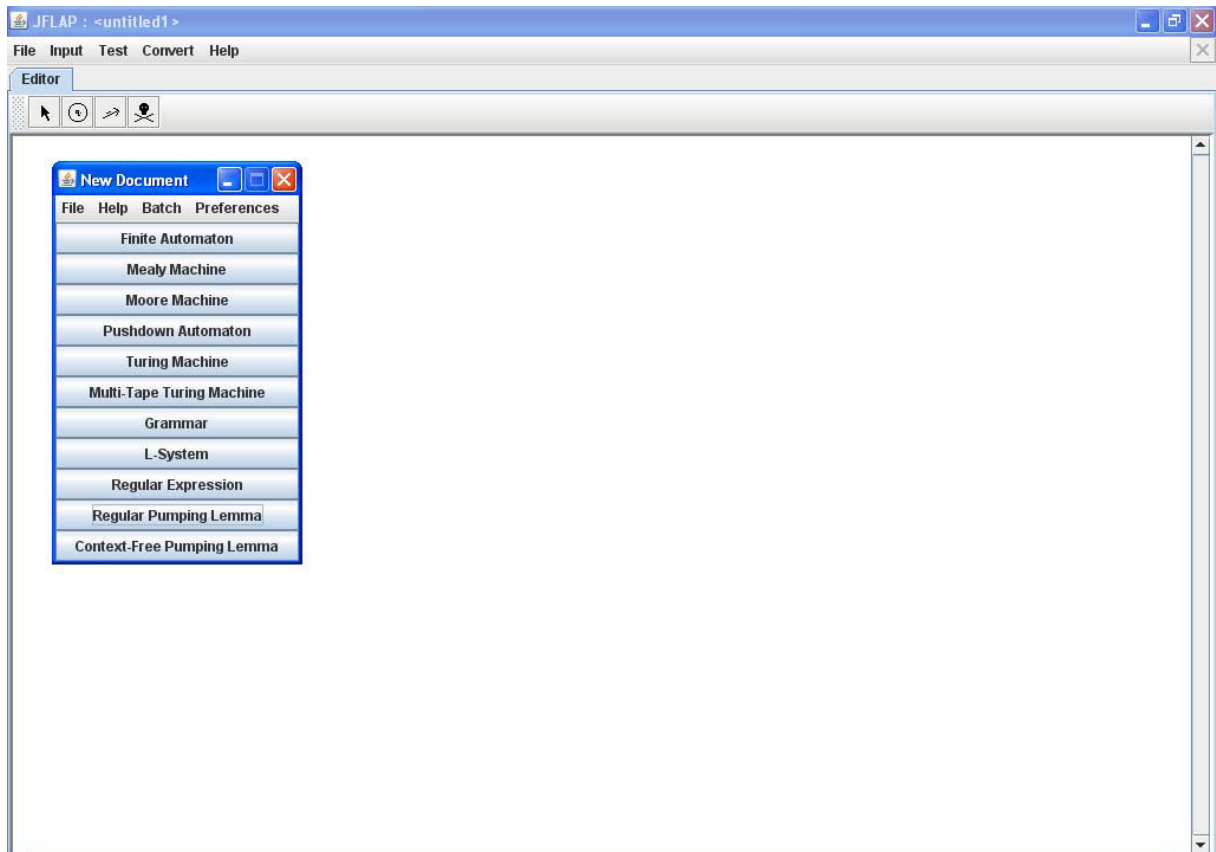 JFLAP : <untitled1>
File Input Test Convert Help
Editor
New Document
File Help Batch Preferences
Finite Automaton
Mealy Machine
Moore Machine
Pushdown Automaton
Turing Machine
Multi-Tape Turing Machine
Grammar
L-System
Regular Expression
Regular Pumping Lemma
Context-Free Pumping Lemma